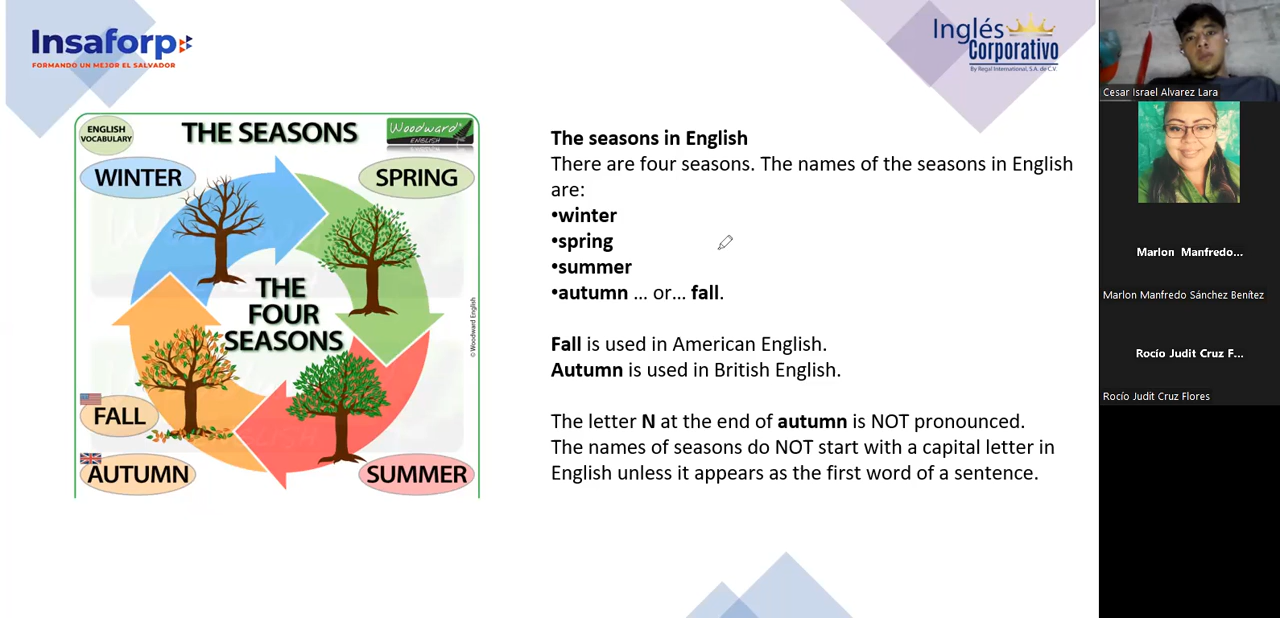 Insaforp
FORMANDO UN MEJOR EL SALVADOR
Inglés
Corporativo
By Regal International, S.A. de C.V.
ENGLISH
VOCABULARY
THE SEASONS
Woodward
ENGLISH
WINTER
SPRING
THE
FOUR
SEASONS
FALL
AUTUMN
SUMMER
© Woodward English
The seasons in English
There are four seasons. The names of the seasons in English
are:
•winter
•spring
•summer
•autumn ... or... fall.
Fall is used in American English.
Autumn is used in British English.
The letter N at the end of autumn is NOT pronounced.
The names of seasons do NOT start with a capital letter in
English unless it appears as the first word of a sentence.
Cesar Israel Alvarez Lara
Marlon Manfredo...
Marlon Manfredo Sánchez Benítez
Rocío Judit Cruz F...
Rocío Judit Cruz Flores